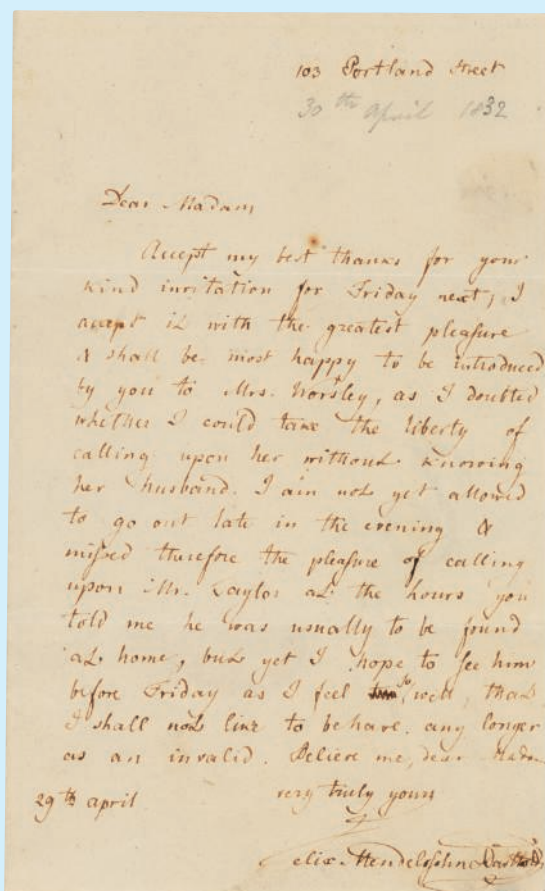 103 Portland Street
30th April 1832
Dear Madam
Accept my best thanks for your
kind invitation for Friday next; I
accept it with the greatest pleasure
& shall be most happy to be introduced
by you to Mrs. Horsley, as I doubted
whether I could take the liberty of
calling upon her without knowing
her husband. I am not yet allowed
to go out late in the evening &
missed therefore the pleasure of calling
upon Mr. Taylor at the hours you
told me he was usually to be found
at home, but yet I hope to see him
before Friday as I feel so well, that
I shall not like to behave any longer
as an invalid. Believe me, dear Madam
very truly yours
29th april
Felix Mendelssohn Bartholdy